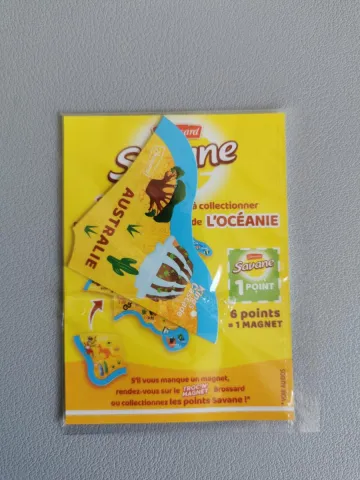 Savane
à collectionner
de L'OCÉANIE
AUSTRALIE
Brossard
Savane
1 POINT
6 points
= 1 MAGNET
S'il vous manque un magnet,
rendez-vous sur le Brossard
ou collectionnez les points Savane !*